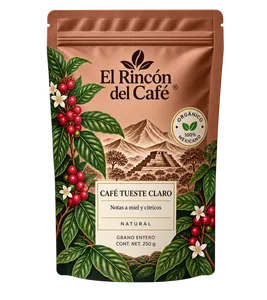 El Rincón
del Café®
ORGÁNICO
100%
MEXICANO
CAFÉ TUESTE CLARO
Notas a miel y cítricos
NATURAL
GRANO ENTERO
CONT. NET. 250 g